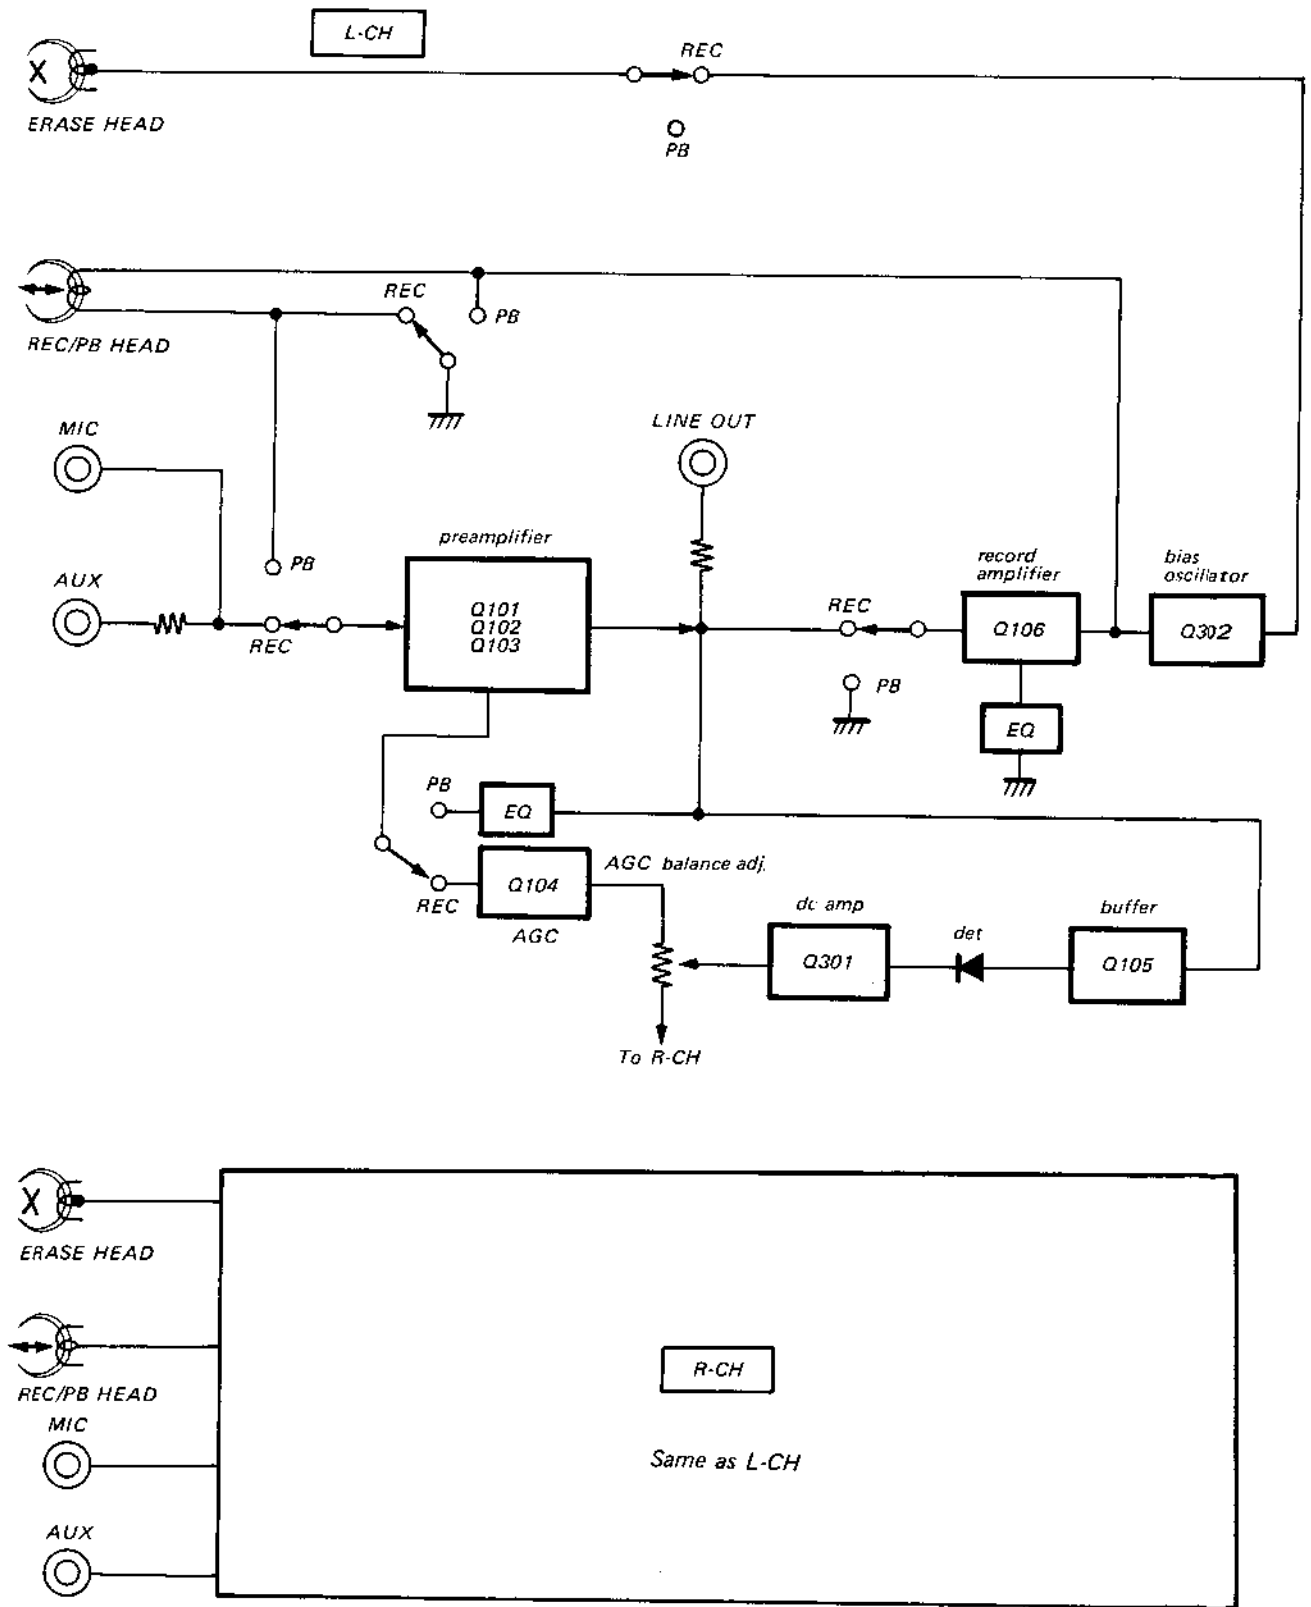 L-CH
REC
ERASE HEAD
PB
REC
PB
REC/PB HEAD
MIC
LINE OUT
preamplifier
PB
record
amplifier
bias
oscillator
AUX
Q101
Q102
Q103
REC
REC
Q106
Q302
PB
EQ
PB
EQ
AGC balance adj.
Q104
REC
AGC
dc amp
det
buffer
Q301
Q105
To R-CH
ERASE HEAD
REC/PB HEAD
R-CH
MIC
Same as L-CH
AUX